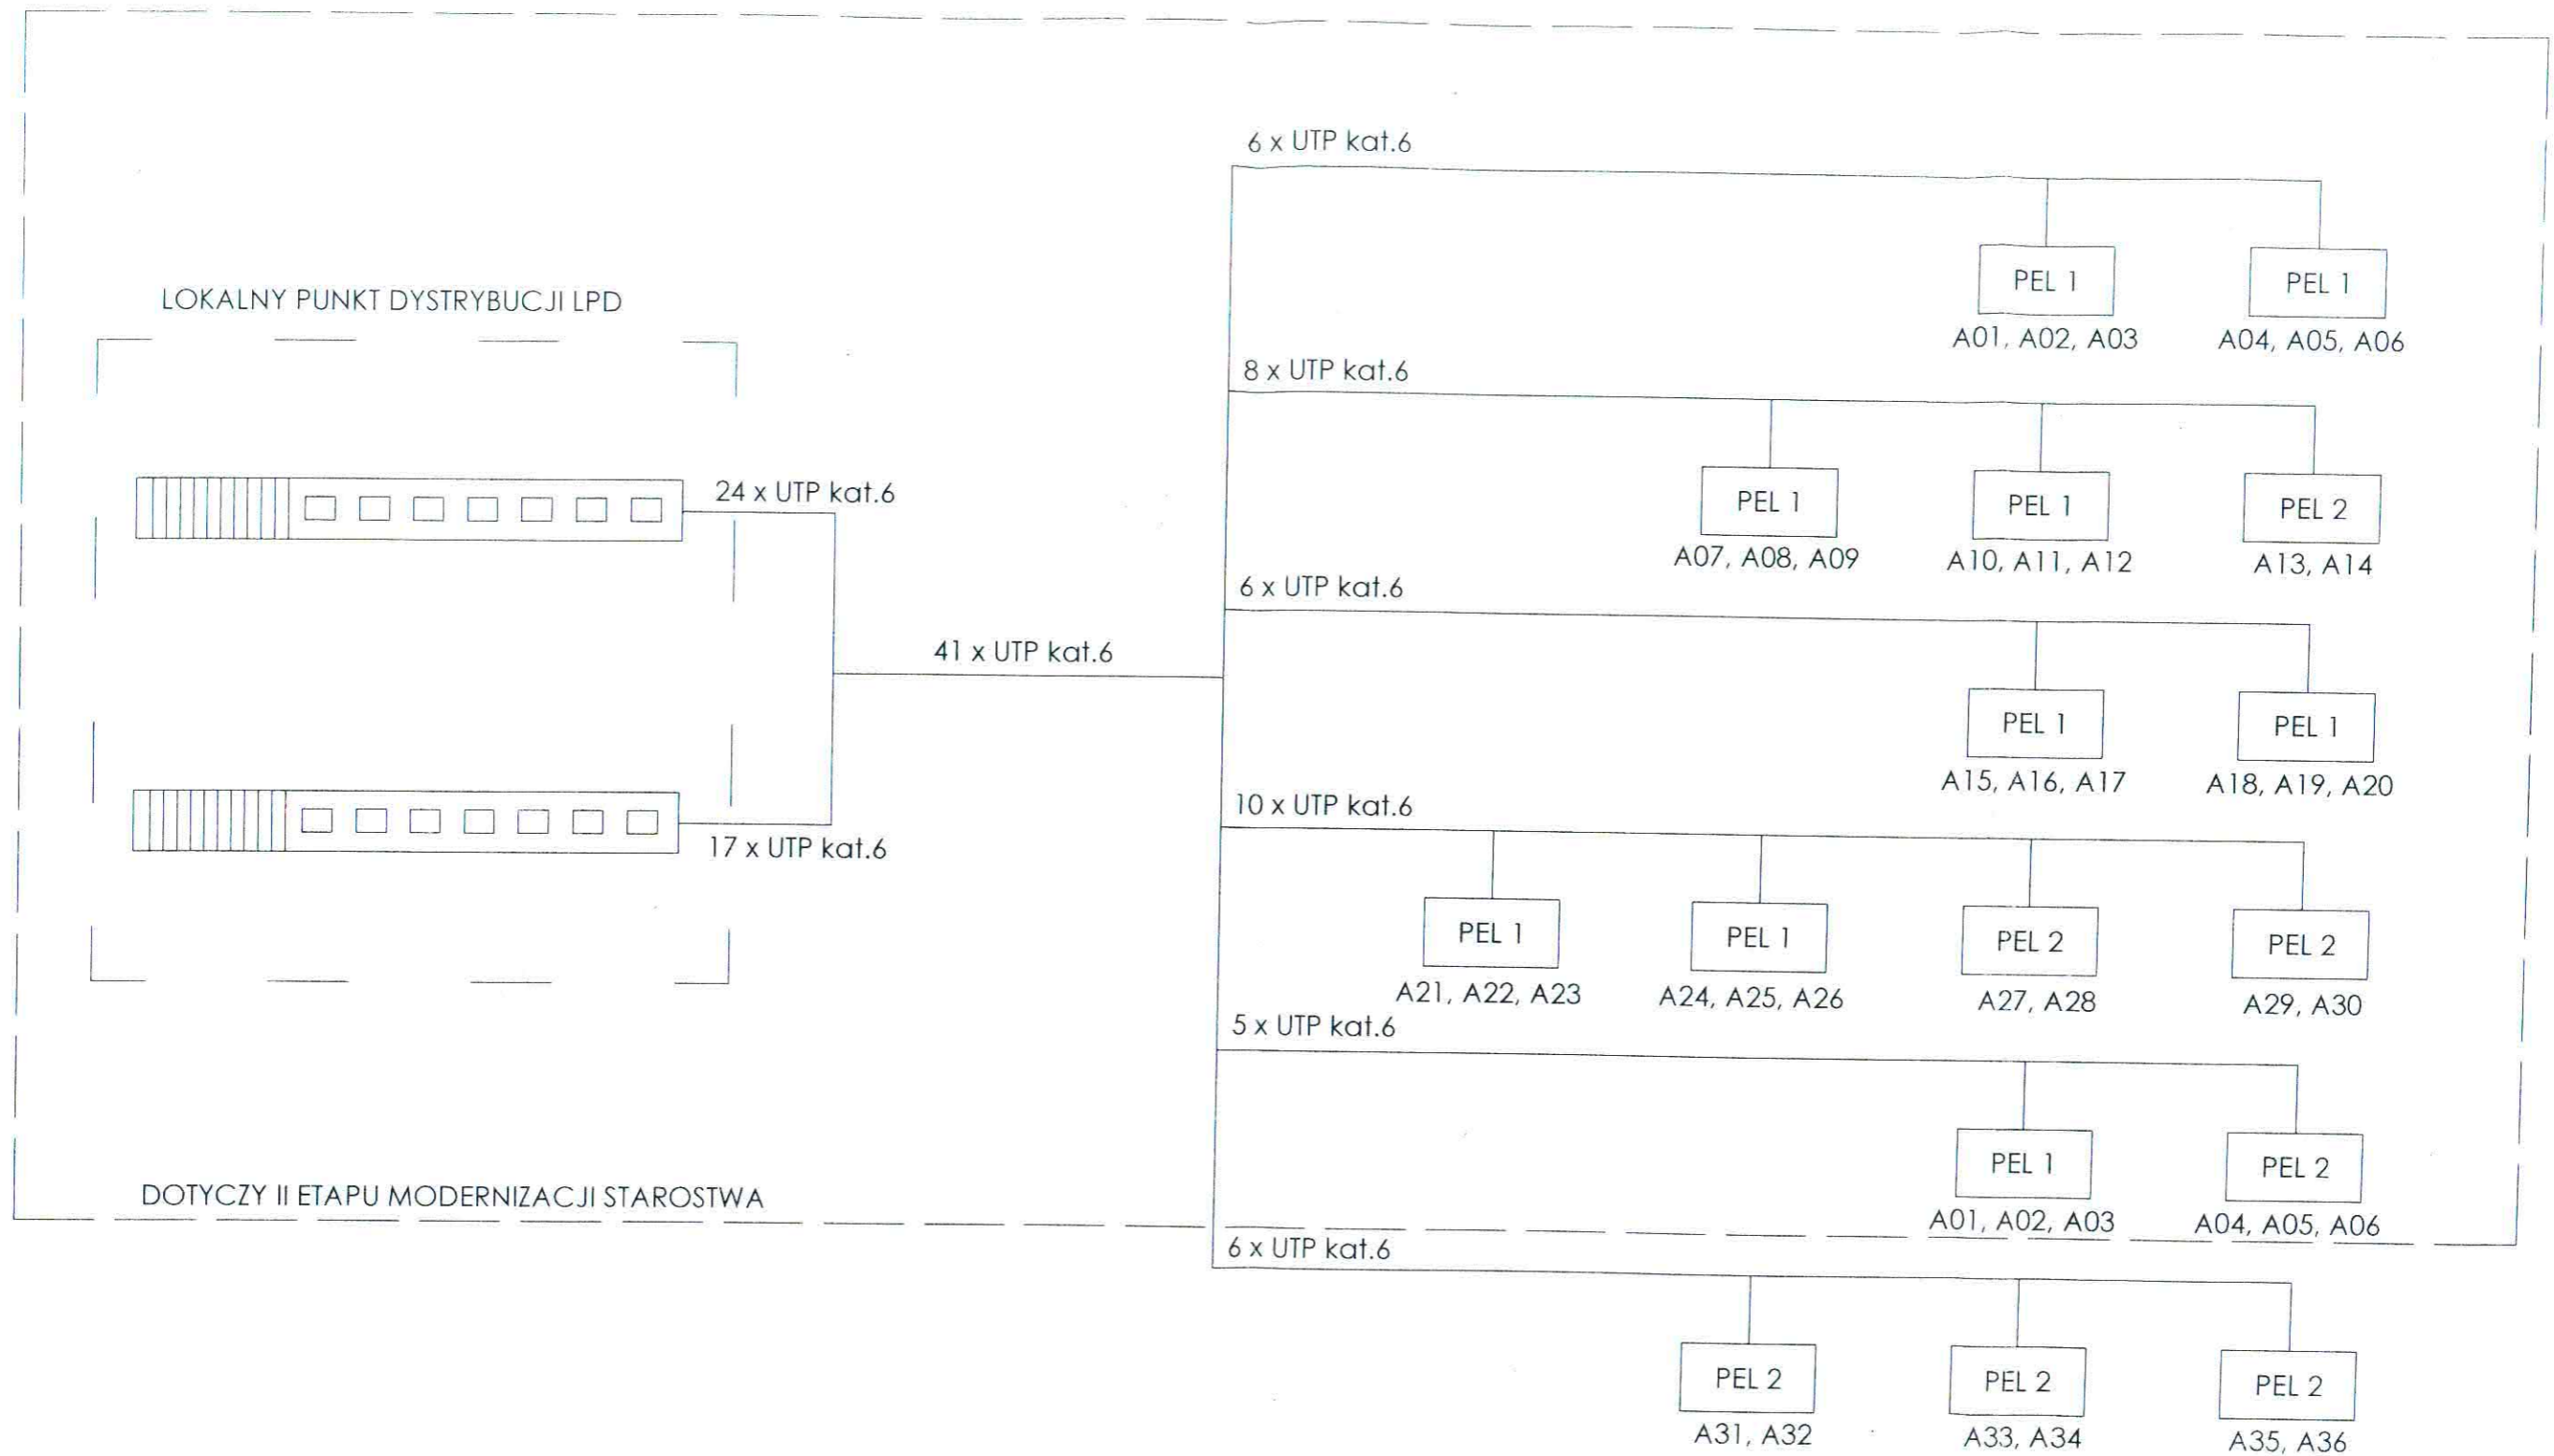 6 x UTP kat.6
PEL 1
PEL 1
A01, A02, A03
A04, A05, A06
LOKALNY PUNKT DYSTRYBUCJI LPD
8 x UTP kat.6
24 x UTP kat.6
PEL 1
PEL 1
PEL 2
A07, A08, A09
A10, A11, A12
A13, A14
6 x UTP kat.6
41 x UTP kat.6
PEL 1
PEL 1
A15, A16, A17
A18, A19, A20
10 x UTP kat.6
17 x UTP kat.6
PEL 1
PEL 1
PEL 2
PEL 2
A21, A22, A23
A24, A25, A26
A27, A28
A29, A30
5 x UTP kat.6
PEL 1
PEL 2
A01, A02, A03
A04, A05, A06
DOTYCZY II ETAPU MODERNIZACJI STAROSTWA
6 x UTP kat.6
PEL 2
PEL 2
PEL 2
A31, A32
A33, A34
A35, A36